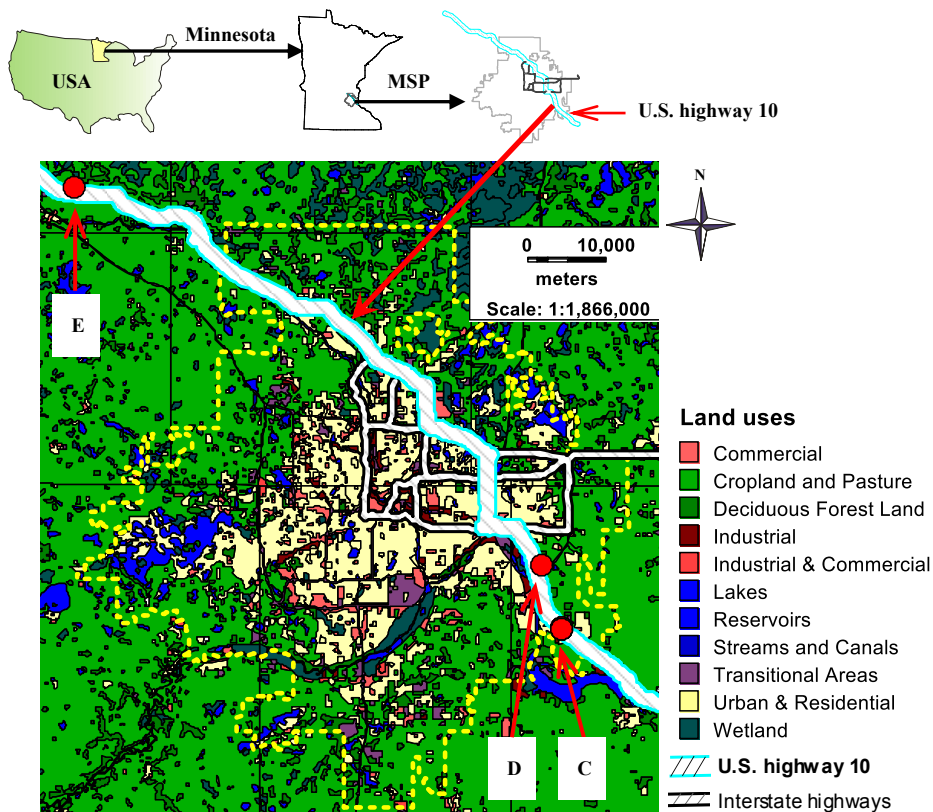 Minnesota
USA
MSP
U.S. highway 10
N
0 10,000
meters
Scale: 1:1,866,000
E
Land uses
Commercial
Cropland and Pasture
Deciduous Forest Land
Industrial
Industrial & Commercial
Lakes
Reservoirs
Streams and Canals
Transitional Areas
Urban & Residential
Wetland
D C
U.S. highway 10
Interstate highways